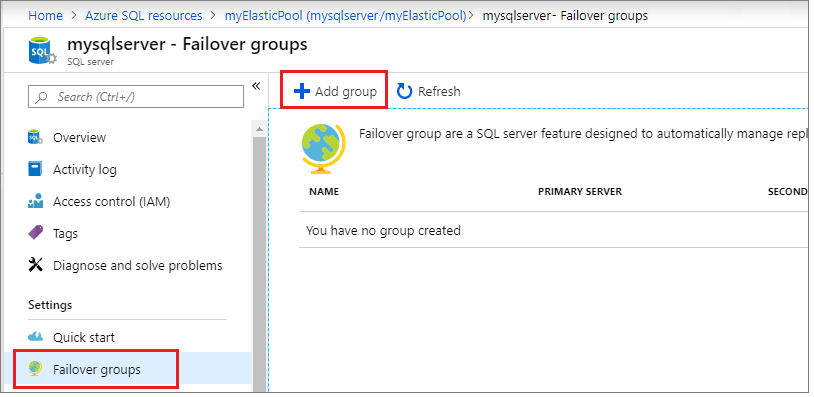 Home > Azure SQL resources > myElasticPool (mysqlserver/myElasticPool)> mysqlserver- Failover groups
mysqlserver - Failover groups
SQL server
SQL
Search (Ctrl+/)
«
Overview
Activity log
Access control (IAM)
Tags
Diagnose and solve problems
Settings
Quick start
Failover groups
Add group
Refresh
Failover group are a SQL server feature designed to automatically manage repl
NAME PRIMARY SERVER SECOND
You have no group created